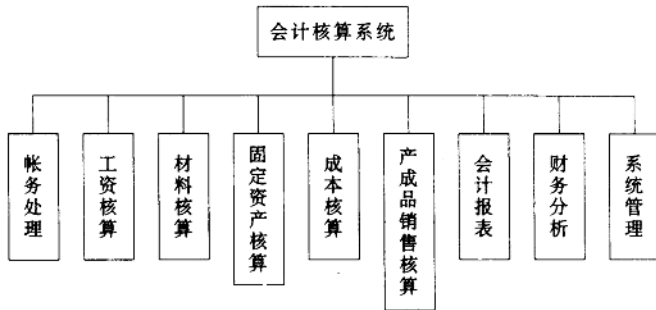 会计核算系统
帐务处理
工资核算
材料核算
固定资产核算
成本核算
产成品销售核算
会计报表
财务分析
系统管理